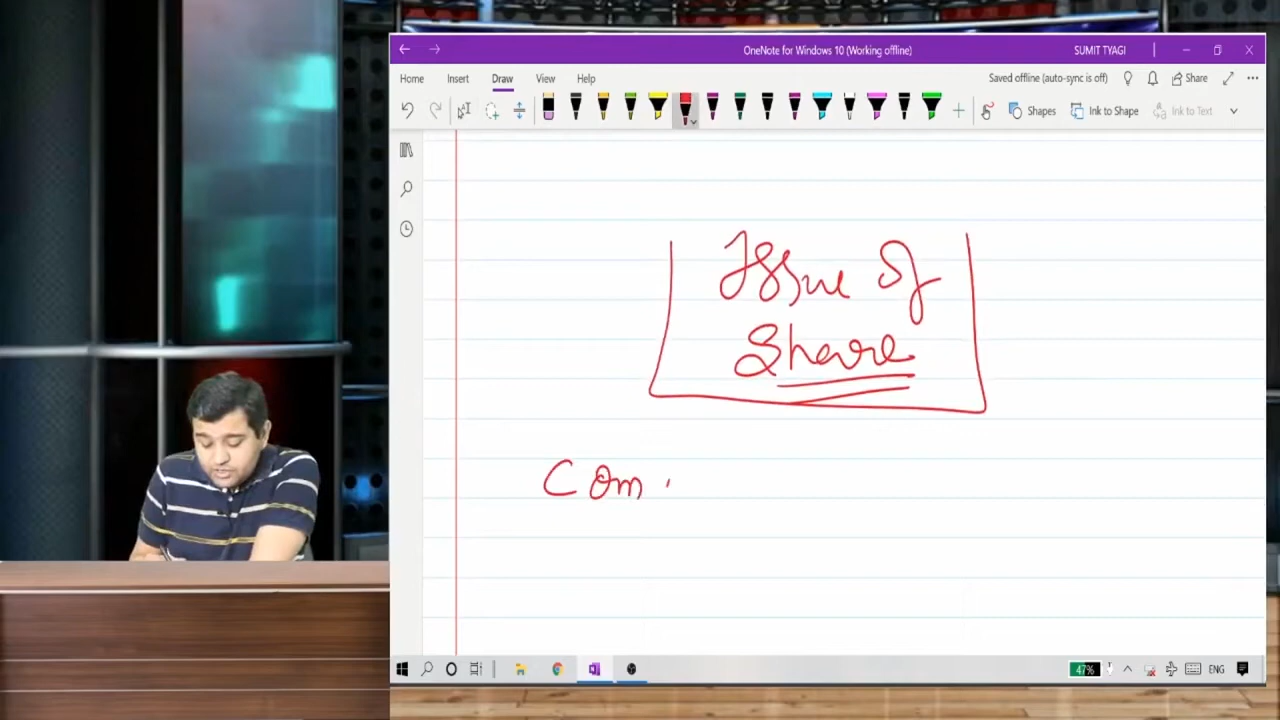 OneNote for Windows 10 (Working offline)
SUMIT TYAGI
Home Insert Draw View Help
Saved offline (auto-sync is off)
Share
Shapes
Ink to Shape
Ink to Text
Issue of
Share
Com
47%
ENG